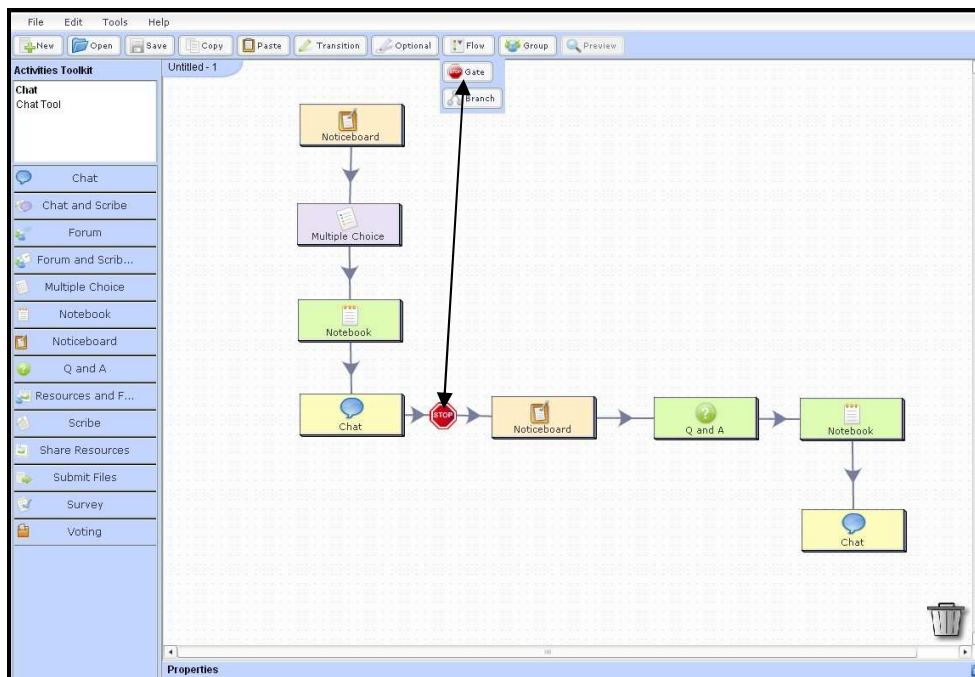 File Edit Tools Help
New Open Save Copy Paste Transition Optional Flow Group Preview
Activities Toolkit
Untitled - 1
Gate
Branch
Chat
Chat Tool
Chat
Chat and Scribe
Forum
Forum and Scrib...
Multiple Choice
Notebook
Noticeboard
Q and A
Resources and F...
Scribe
Share Resources
Submit Files
Survey
Voting
Noticeboard
Multiple Choice
Notebook
Chat
STOP
Noticeboard
Q and A
Notebook
Chat
Properties